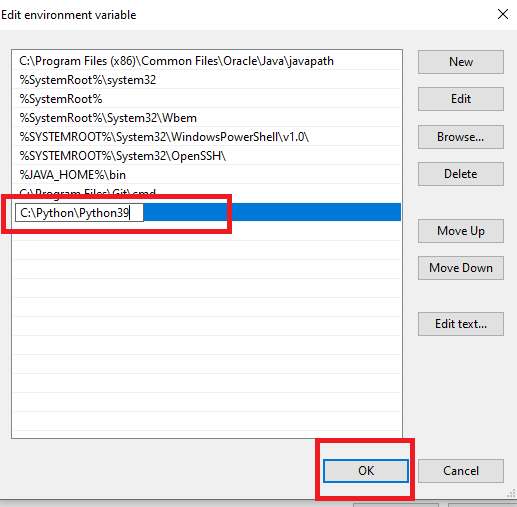 Edit environment variable
C:\Program Files (x86)\Common Files\Oracle\Java\javapath
%SystemRoot%\system32
%SystemRoot%
%SystemRoot%\System32\Wbem
%SYSTEMROOT%\System32\WindowsPowerShell\v1.0\
%SYSTEMROOT%\System32\OpenSSH\
%JAVA_HOME%\bin
C:\Program Files\Git\cmd
C:\Python\Python39
New
Edit
Browse...
Delete
Move Up
Move Down
Edit text...
OK
Cancel